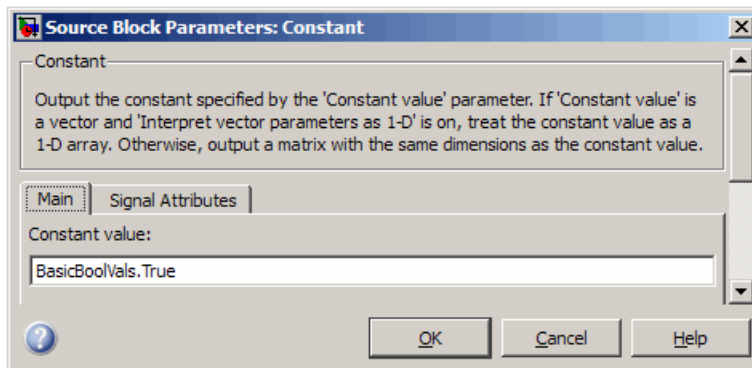 Source Block Parameters: Constant
Constant
Output the constant specified by the 'Constant value' parameter. If 'Constant value' is
a vector and 'Interpret vector parameters as 1-D' is on, treat the constant value as a
1-D array. Otherwise, output a matrix with the same dimensions as the constant value.
Main Signal Attributes
Constant value:
BasicBoolVals.True
? OK Cancel Help